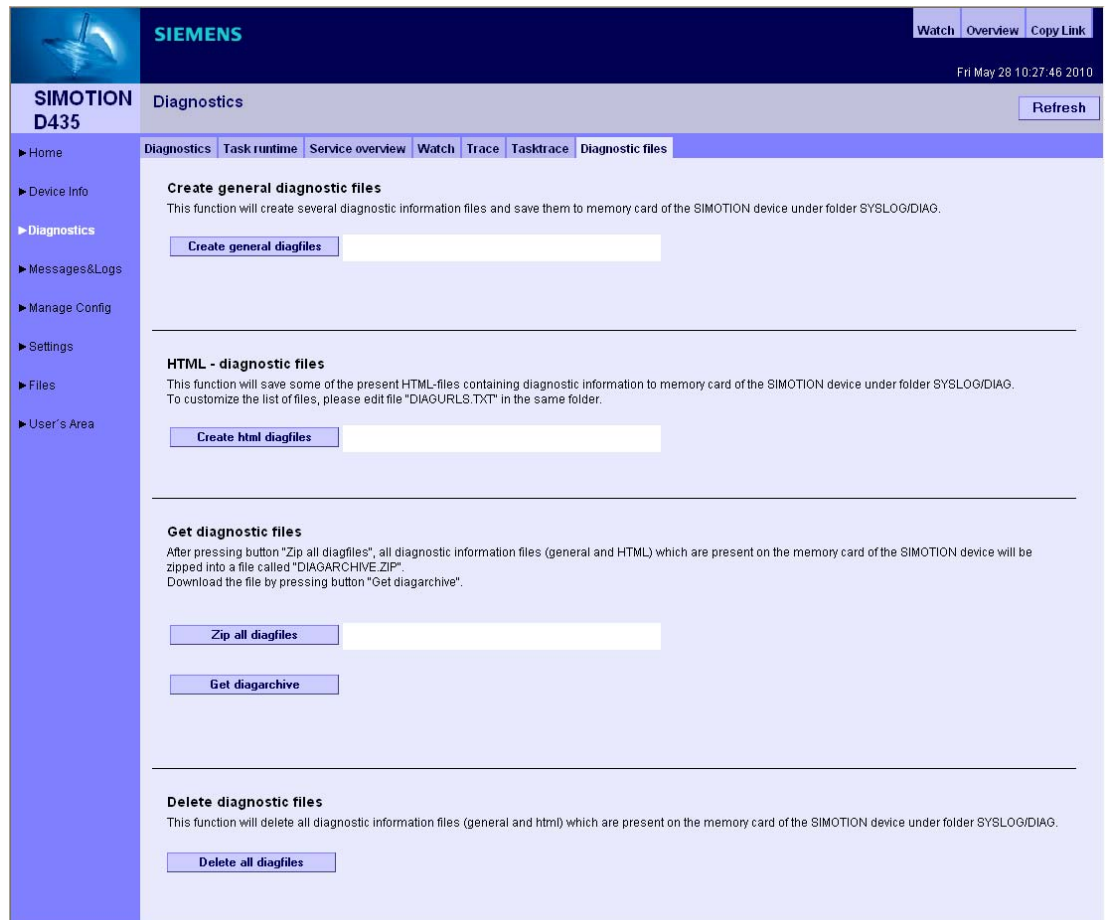 SIEMENS
Watch Overview Copy Link
Fri May 28 10:27:46 2010
SIMOTION
D435
Diagnostics
Refresh
Diagnostics Task runtime Service overview Watch Trace Tasktrace Diagnostic files
Home
Device Info
Diagnostics
Messages&Logs
Manage Config
Settings
Files
User´s Area
Create general diagnostic files
This function will create several diagnostic information files and save them to memory card of the SIMOTION device under folder SYSLOG/DIAG.
Create general diagfiles
HTML - diagnostic files
This function will save some of the present HTML-files containing diagnostic information to memory card of the SIMOTION device under folder SYSLOG/DIAG.
To customize the list of files, please edit file "DIAGURLS.TXT" in the same folder.
Create html diagfiles
Get diagnostic files
After pressing button "Zip all diagfiles", all diagnostic information files (general and HTML) which are present on the memory card of the SIMOTION device will be
zipped into a file called "DIAGARCHIVE.ZIP".
Download the file by pressing button "Get diagarchive".
Zip all diagfiles
Get diagarchive
Delete diagnostic files
This function will delete all diagnostic information files (general and html) which are present on the memory card of the SIMOTION device under folder SYSLOG/DIAG.
Delete all diagfiles